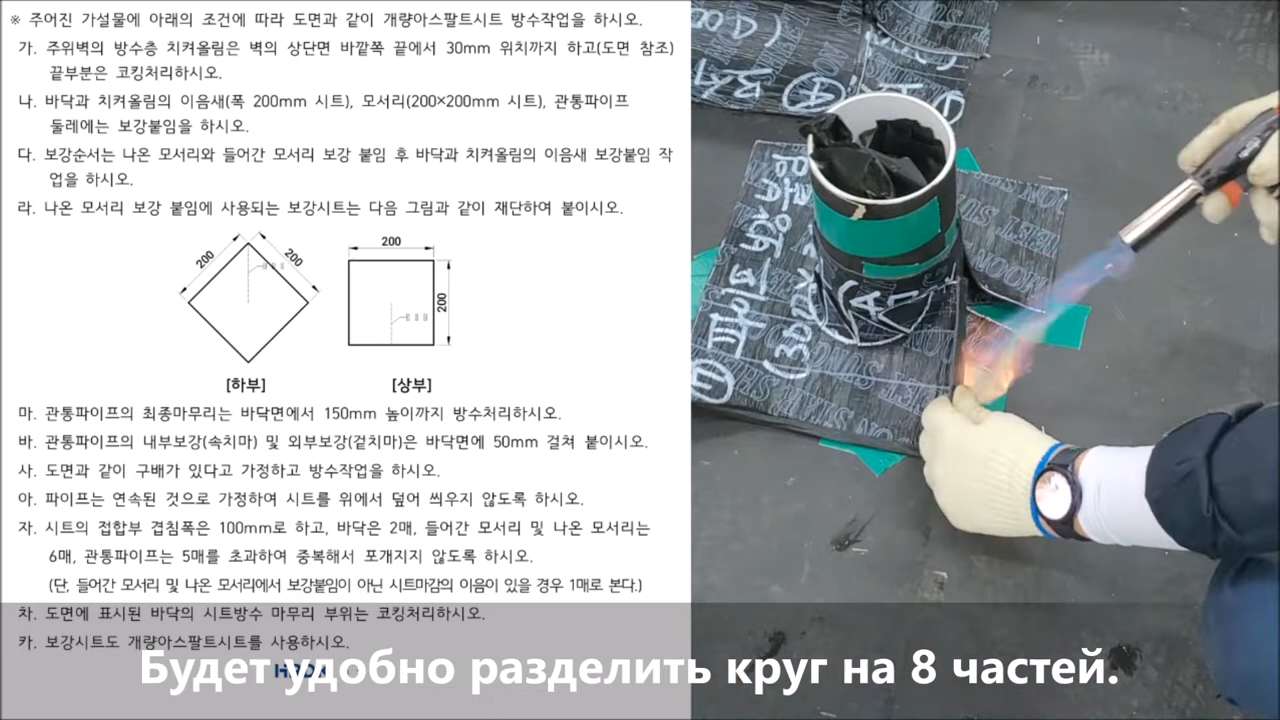 ※ 주어진 가설물에 아래의 조건에 따라 도면과 같이 개량아스팔트시트 방수작업을 하시오.
가. 주위벽의 방수층 치켜올림은 벽의 상단면 바깥쪽 끝에서 30mm 위치까지 하고(도면 참조)
끝부분은 코킹처리하시오.
나. 바닥과 치켜올림의 이음새(폭 200mm 시트), 모서리(200×200mm 시트), 관통파이프
둘레에는 보강붙임을 하시오.
다. 보강순서는 나온 모서리와 들어간 모서리 보강 붙임 후 바닥과 치켜올림의 이음새 보강붙임 작
업을 하시오.
라. 나온 모서리 보강 붙임에 사용되는 보강시트는 다음 그림과 같이 재단하여 붙이시오.
200 200
200
200
[하부] [상부]
마. 관통파이프의 최종마무리는 바닥면에서 150mm 높이까지 방수처리하시오.
바. 관통파이프의 내부보강(속치마) 및 외부보강(겉치마)은 바닥면에 50mm 걸쳐 붙이시오.
사. 도면과 같이 구배가 있다고 가정하고 방수작업을 하시오.
아. 파이프는 연속된 것으로 가정하여 시트를 위에서 덮어 씌우지 않도록 하시오.
자. 시트의 접합부 겹침폭은 100mm로 하고, 바닥은 2매, 들어간 모서리 및 나온 모서리는
6매, 관통파이프는 5매를 초과하여 중복해서 포개지지 않도록 하시오.
(단, 들어간 모서리 및 나온 모서리에서 보강붙임이 아닌 시트마감의 이음이 있을 경우 1매로 본다.)
차. 도면에 표시된 바닥의 시트방수 마무리 부위는 코킹처리하시오.
카. 보강시트도 개량아스팔트시트를 사용하시오.
④
⑦ 파이프 보강
Будет удобно разделить круг на 8 частей.